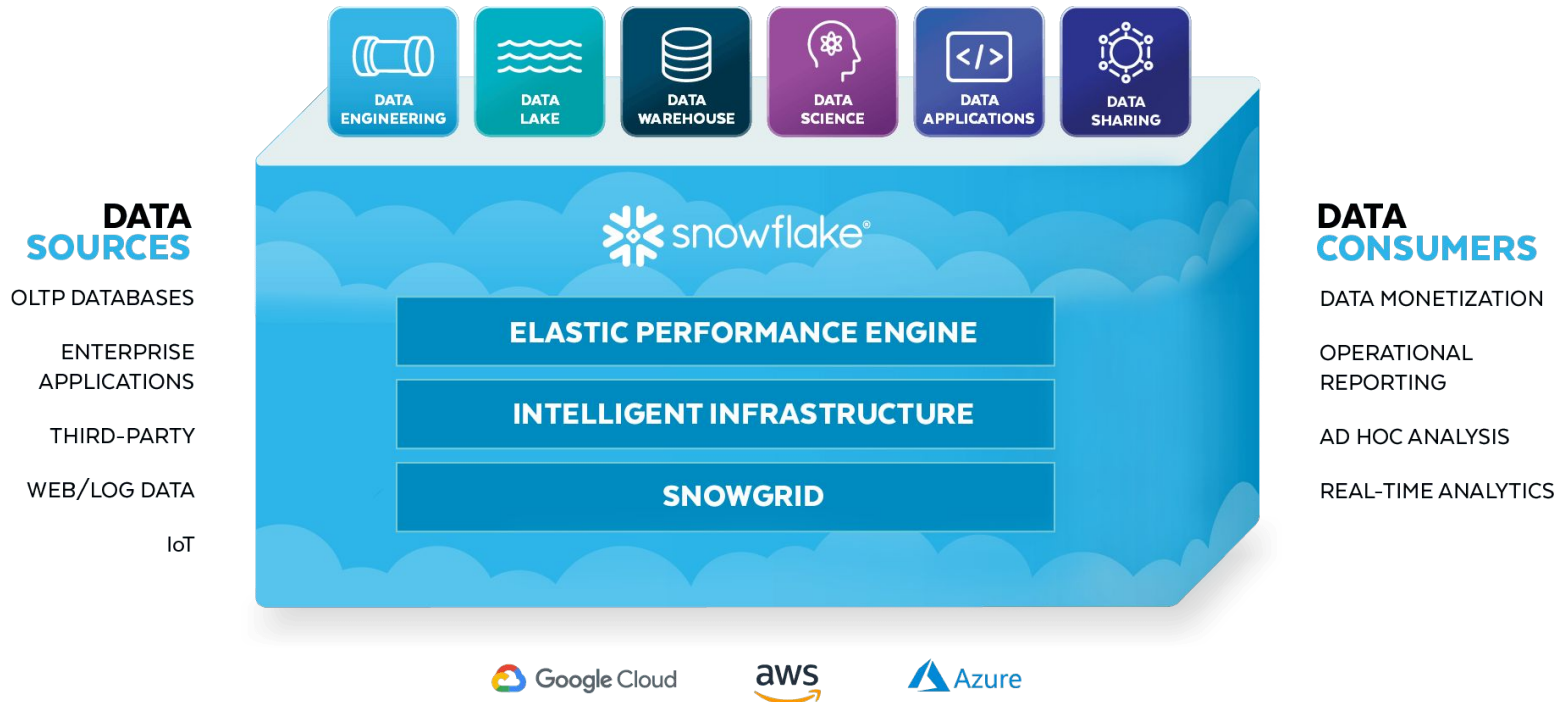 DATA
ENGINEERING
DATA
LAKE
DATA
WAREHOUSE
DATA
SCIENCE
</>
DATA
APPLICATIONS
DATA
SHARING
DATA
SOURCES
OLTP DATABASES
ENTERPRISE
APPLICATIONS
THIRD-PARTY
WEB/LOG DATA
IoT
snowflake®
ELASTIC PERFORMANCE ENGINE
INTELLIGENT INFRASTRUCTURE
SNOWGRID
DATA
CONSUMERS
DATA MONETIZATION
OPERATIONAL
REPORTING
AD HOC ANALYSIS
REAL-TIME ANALYTICS
Google Cloud
aws
Azure